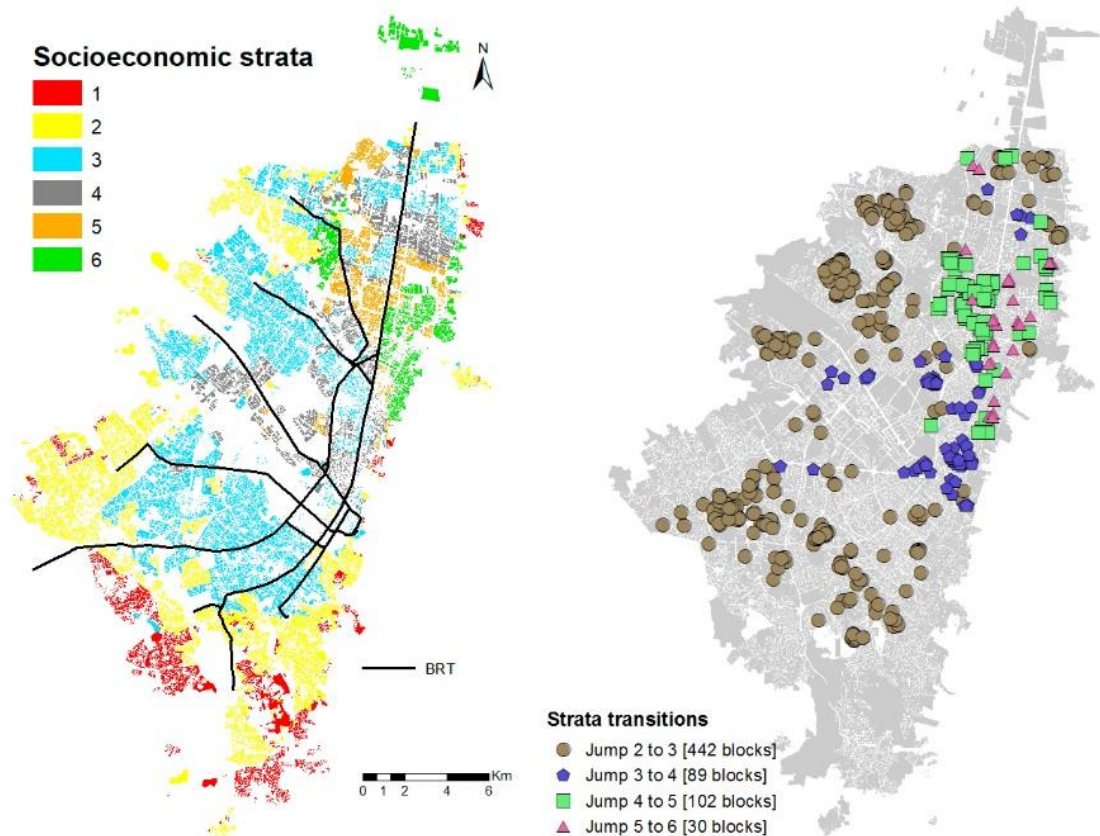 Socioeconomic strata
1
2
3
4
5
6
N
BRT
Km
0 1 2 4 6
Strata transitions
Jump 2 to 3 [442 blocks]
Jump 3 to 4 [89 blocks]
Jump 4 to 5 [102 blocks]
Jump 5 to 6 [30 blocks]